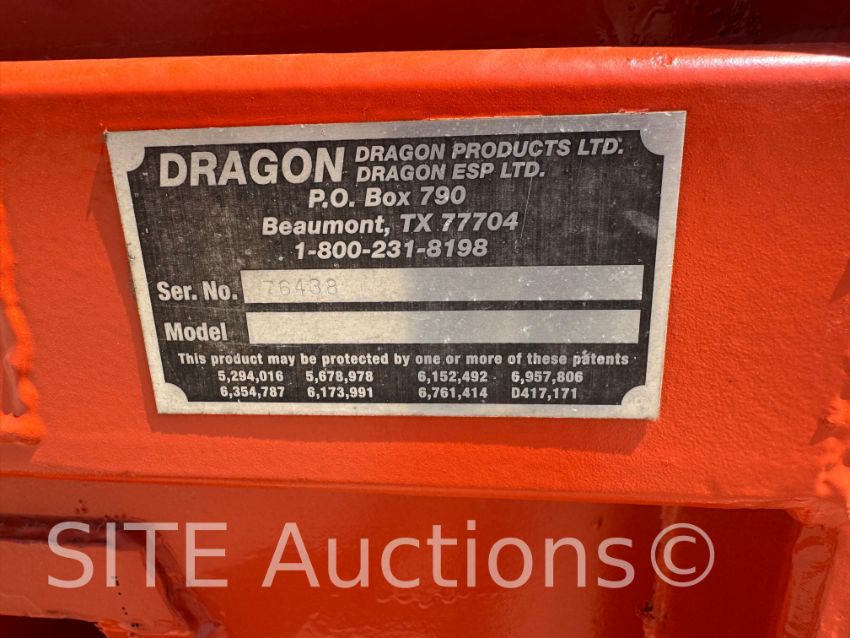 DRAGON DRAGON PRODUCTS LTD.
DRAGON ESP LTD.
P.O. Box 790
Beaumont, TX 77704
1-800-231-8198
Ser. No. 76438
Model
This product may be protected by one or more of these patents
5,294,016 5,678,978 6,152,492 6,957,806
6,354,787 6,173,991 6,761,414 D417,171
SITE Auctions©